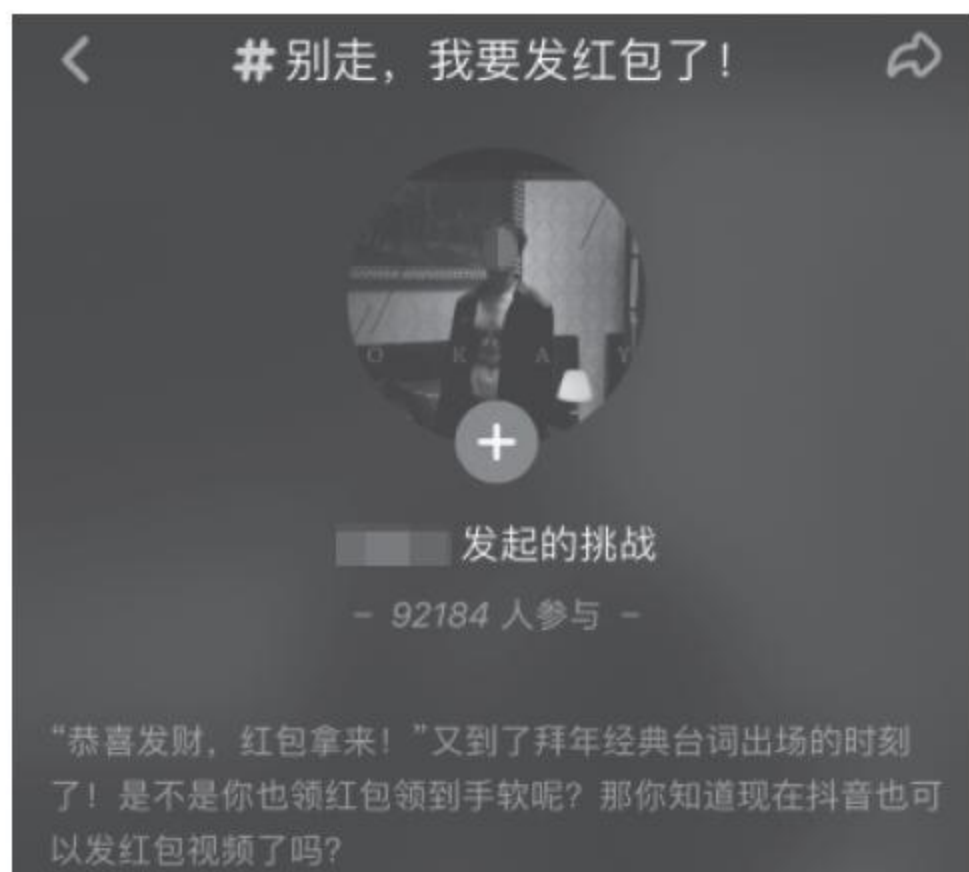 #别走，我要发红包了！
O K A Y
发起的挑战
- 92184 人参与 -
“恭喜发财，红包拿来！”又到了拜年经典台词出场的时刻
了！是不是你也领红包领到手软呢？那你知道现在抖音也可
以发红包视频了吗？